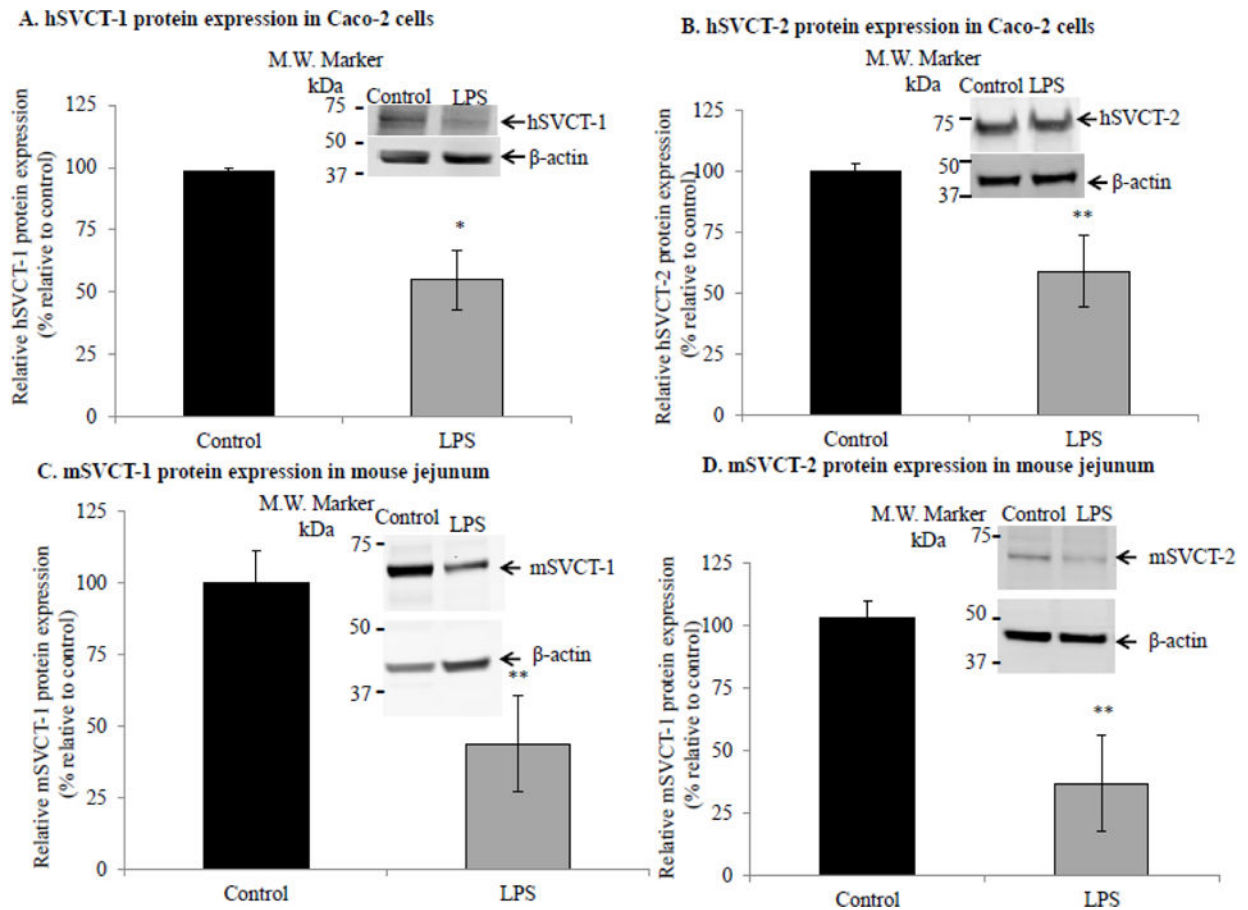 A. hSVCT-1 protein expression in Caco-2 cells
M.W. Marker
kDa
Control LPS
75
50
37
hSVCT-1
β-actin
Relative hSVCT-1 protein expression
(% relative to control)
125
100
75
50
25
0
*
Control
LPS
B. hSVCT-2 protein expression in Caco-2 cells
M.W. Marker
kDa
Control LPS
75
50
37
hSVCT-2
β-actin
Relative hSVCT-2 protein expression
(% relative to control)
125
100
75
50
25
0
**
Control
LPS
C. mSVCT-1 protein expression in mouse jejunum
M.W. Marker
kDa
Control LPS
75
50
37
mSVCT-1
β-actin
Relative mSVCT-1 protein expression
(% relative to control)
125
100
75
50
25
0
**
Control
LPS
D. mSVCT-2 protein expression in mouse jejunum
M.W. Marker
kDa
Control LPS
75
50
37
mSVCT-2
β-actin
Relative mSVCT-1 protein expression
(% relative to control)
125
100
75
50
25
0
**
Control
LPS